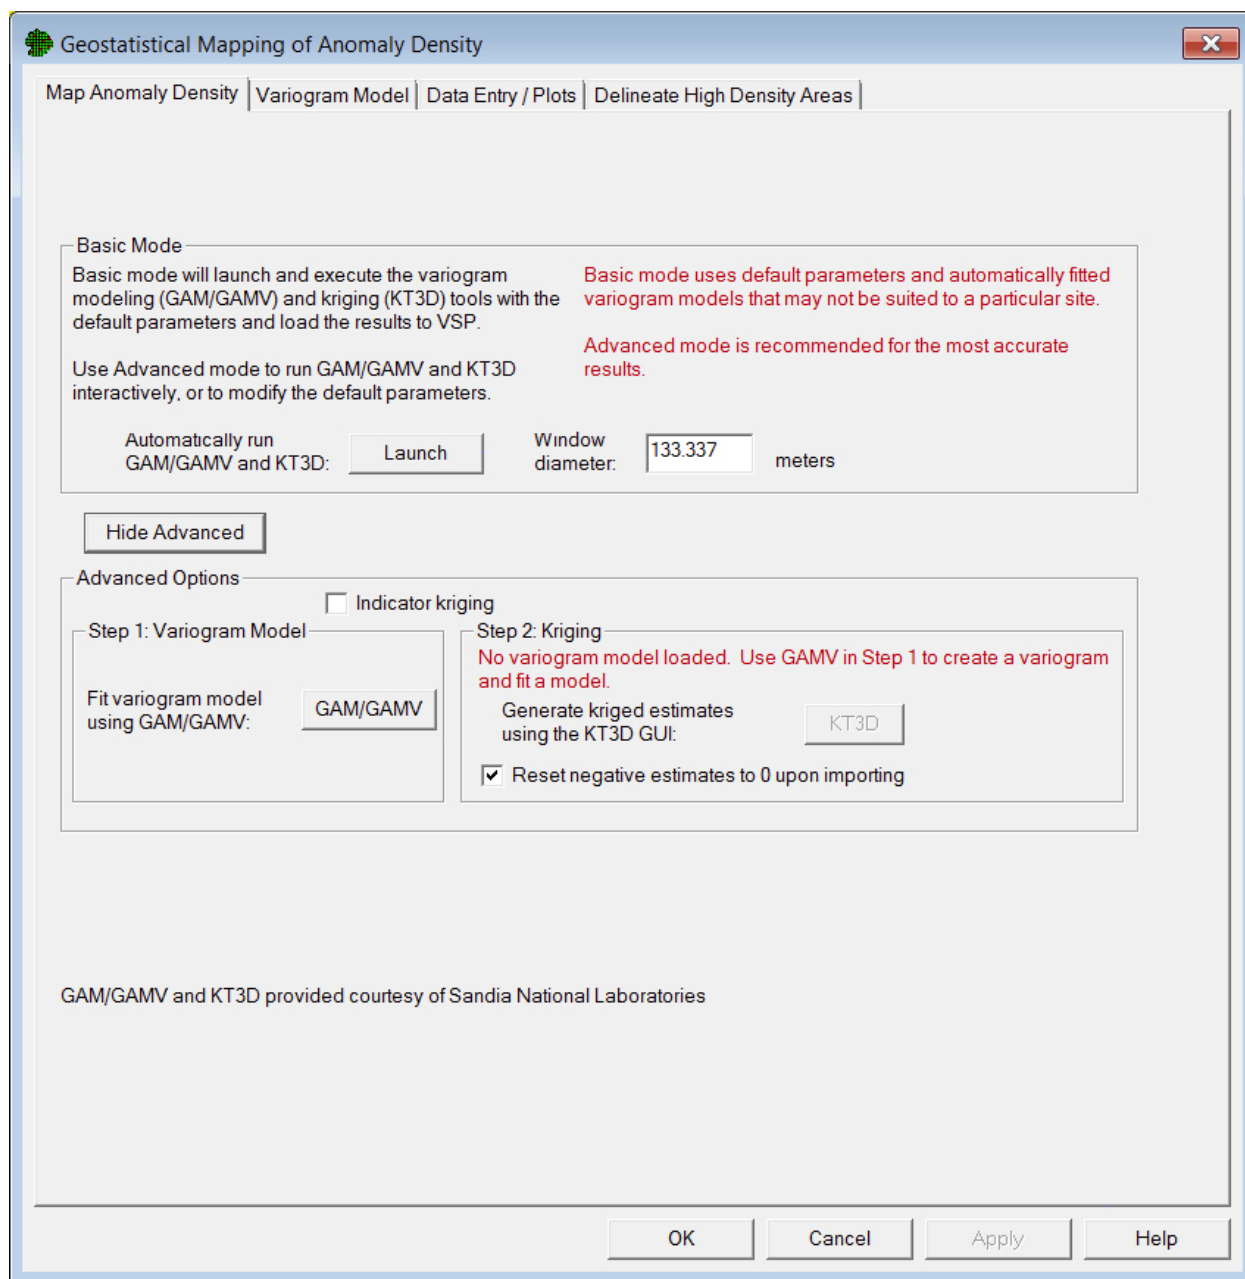 Geostatistical Mapping of Anomaly Density
Map Anomaly Density
Variogram Model
Data Entry / Plots
Delineate High Density Areas
Basic Mode
Basic mode will launch and execute the variogram
modeling (GAM/GAMV) and kriging (KT3D) tools with the
default parameters and load the results to VSP.
Use Advanced mode to run GAM/GAMV and KT3D
interactively, or to modify the default parameters.
Basic mode uses default parameters and automatically fitted
variogram models that may not be suited to a particular site.
Advanced mode is recommended for the most accurate
results.
Automatically run
GAM/GAMV and KT3D:
Launch
Window
diameter:
133.337
meters
Hide Advanced
Advanced Options
Indicator kriging
Step 1: Variogram Model
Fit variogram model
using GAM/GAMV:
GAM/GAMV
Step 2: Kriging
No variogram model loaded.  Use GAMV in Step 1 to create a variogram
and fit a model.
Generate kriged estimates
using the KT3D GUI:
KT3D
Reset negative estimates to 0 upon importing
GAM/GAMV and KT3D provided courtesy of Sandia National Laboratories
OK
Cancel
Apply
Help